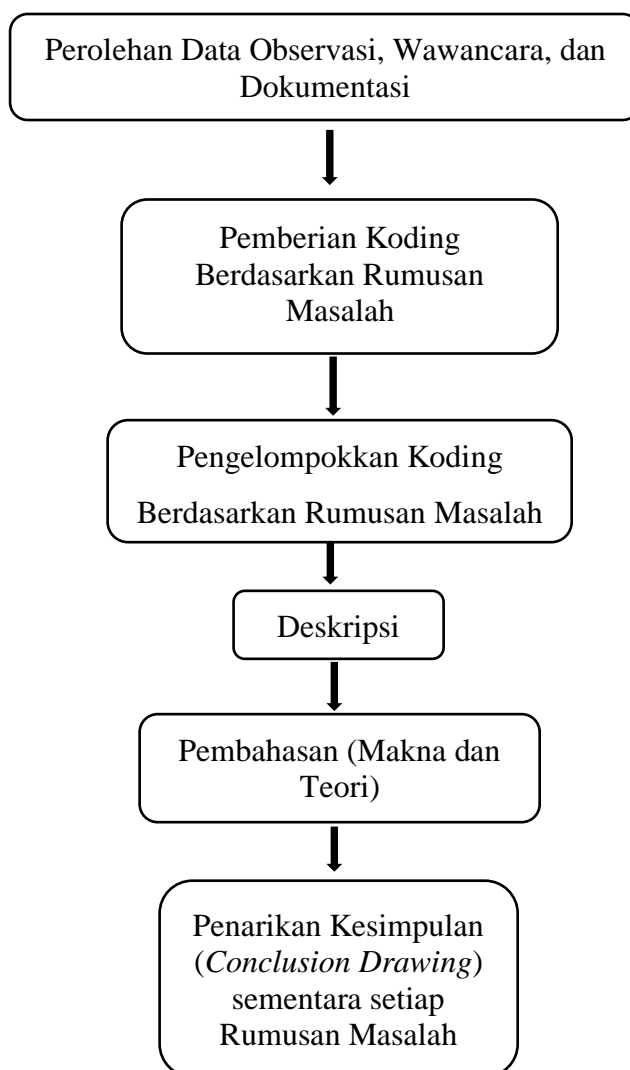 Perolehan Data Observasi, Wawancara, dan
Dokumentasi
Pemberian Koding
Berdasarkan Rumusan
Masalah
Pengelompokkan Koding
Berdasarkan Rumusan Masalah
Deskripsi
Pembahasan (Makna dan
Teori)
Penarikan Kesimpulan
(Conclusion Drawing)
sementara setiap
Rumusan Masalah